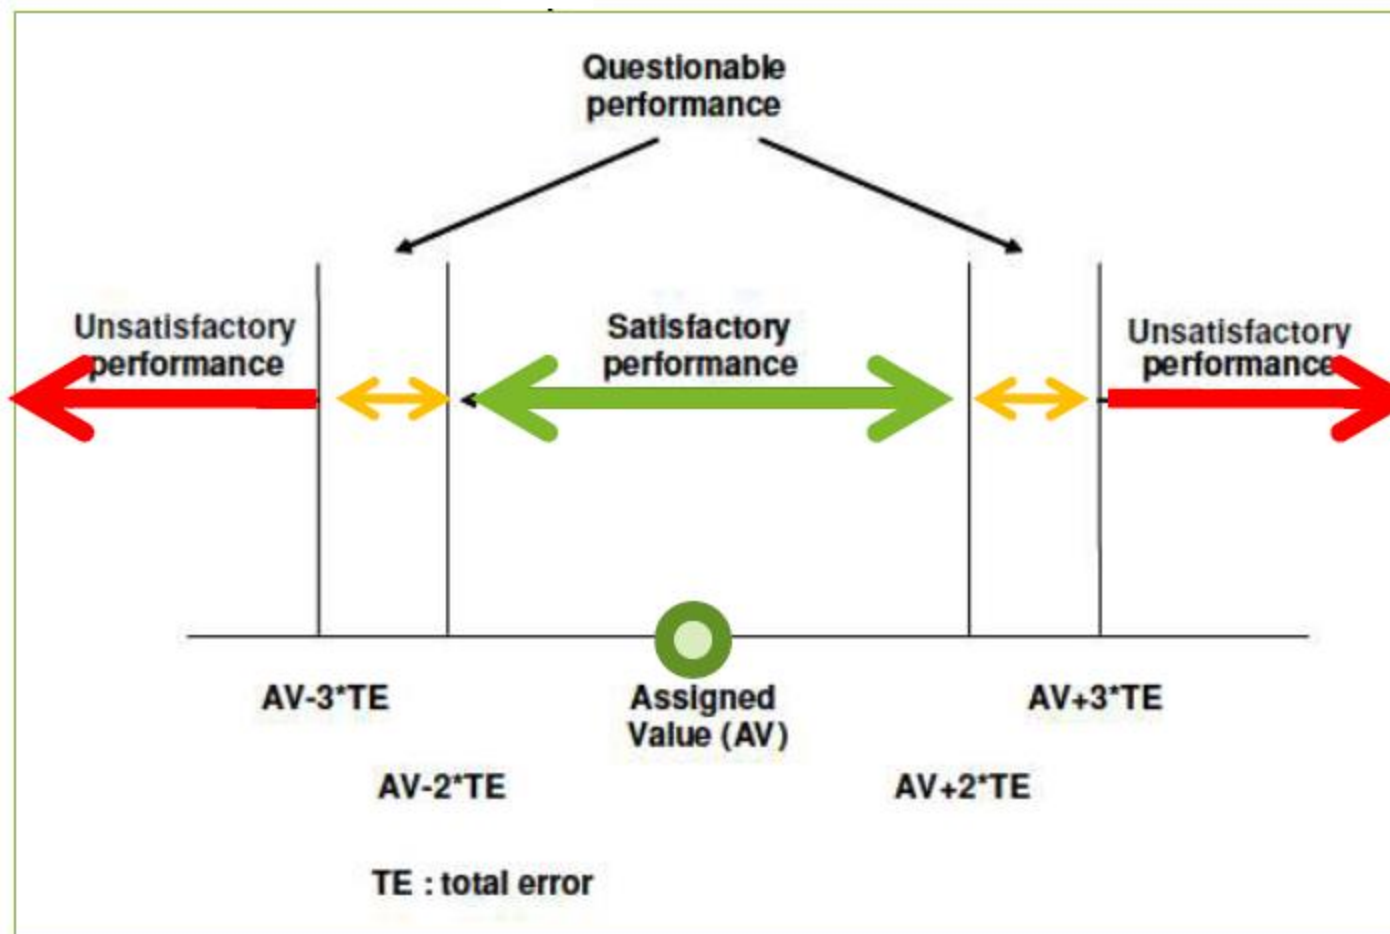 Questionable
performance
Unsatisfactory
performance
Satisfactory
performance
Unsatisfactory
performance
AV-3*TE
Assigned
Value (AV)
AV+3*TE
AV-2*TE
AV+2*TE
TE : total error